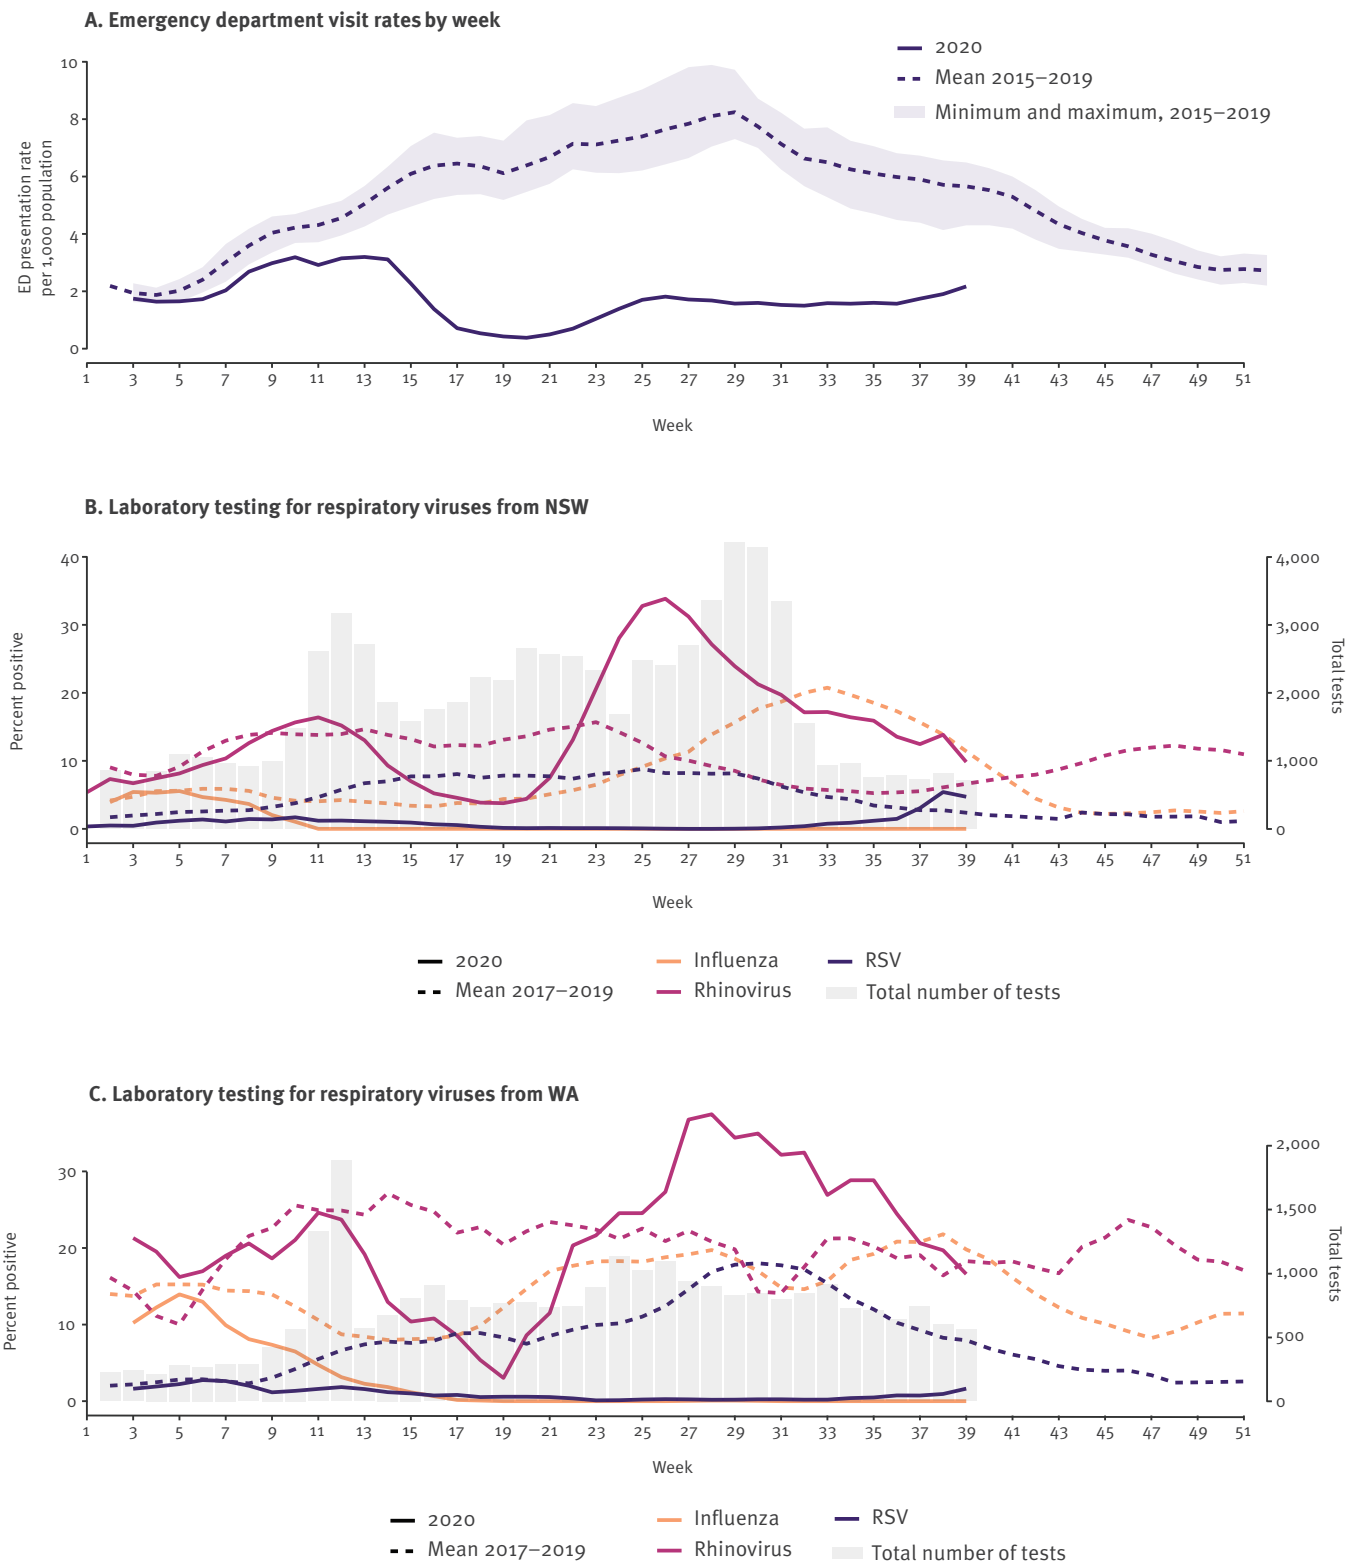 A. Emergency department visit rates by week
2020
Mean 2015–2019
Minimum and maximum, 2015–2019
ED presentation rate
per 1,000 population
10
8
6
4
2
0
1 3 5 7 9 11 13 15 17 19 21 23 25 27 29 31 33 35 37 39 41 43 45 47 49 51
Week
B. Laboratory testing for respiratory viruses from NSW
Percent positive
40
30
20
10
0
4,000
3,000
2,000
1,000
0
Total tests
1 3 5 7 9 11 13 15 17 19 21 23 25 27 29 31 33 35 37 39 41 43 45 47 49 51
Week
2020 Influenza RSV
Mean 2017–2019 Rhinovirus Total number of tests
C. Laboratory testing for respiratory viruses from WA
Percent positive
30
20
10
0
2,000
1,500
1,000
500
0
Total tests
1 3 5 7 9 11 13 15 17 19 21 23 25 27 29 31 33 35 37 39 41 43 45 47 49 51
Week
2020 Influenza RSV
Mean 2017–2019 Rhinovirus Total number of tests